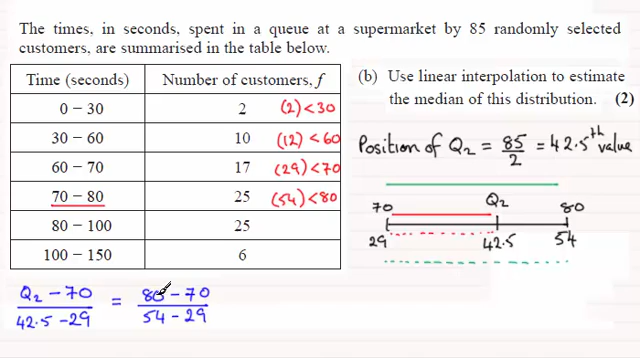 The times, in seconds, spent in a queue at a supermarket by 85 randomly selected
customers, are summarised in the table below.
Time (seconds) Number of customers, f
0 – 30 2 (2) < 30
30 – 60 10 (12) < 60
60 – 70 17 (29) < 70
70 – 80 25 (54) < 80
80 – 100 25
100 – 150 6
(b) Use linear interpolation to estimate
the median of this distribution. (2)
Position of Q₂ = 85/2 = 42.5th value
70 Q₂ 80
29 42.5 54
Q₂ – 70 / 42.5 – 29 = 80 – 70 / 54 – 29